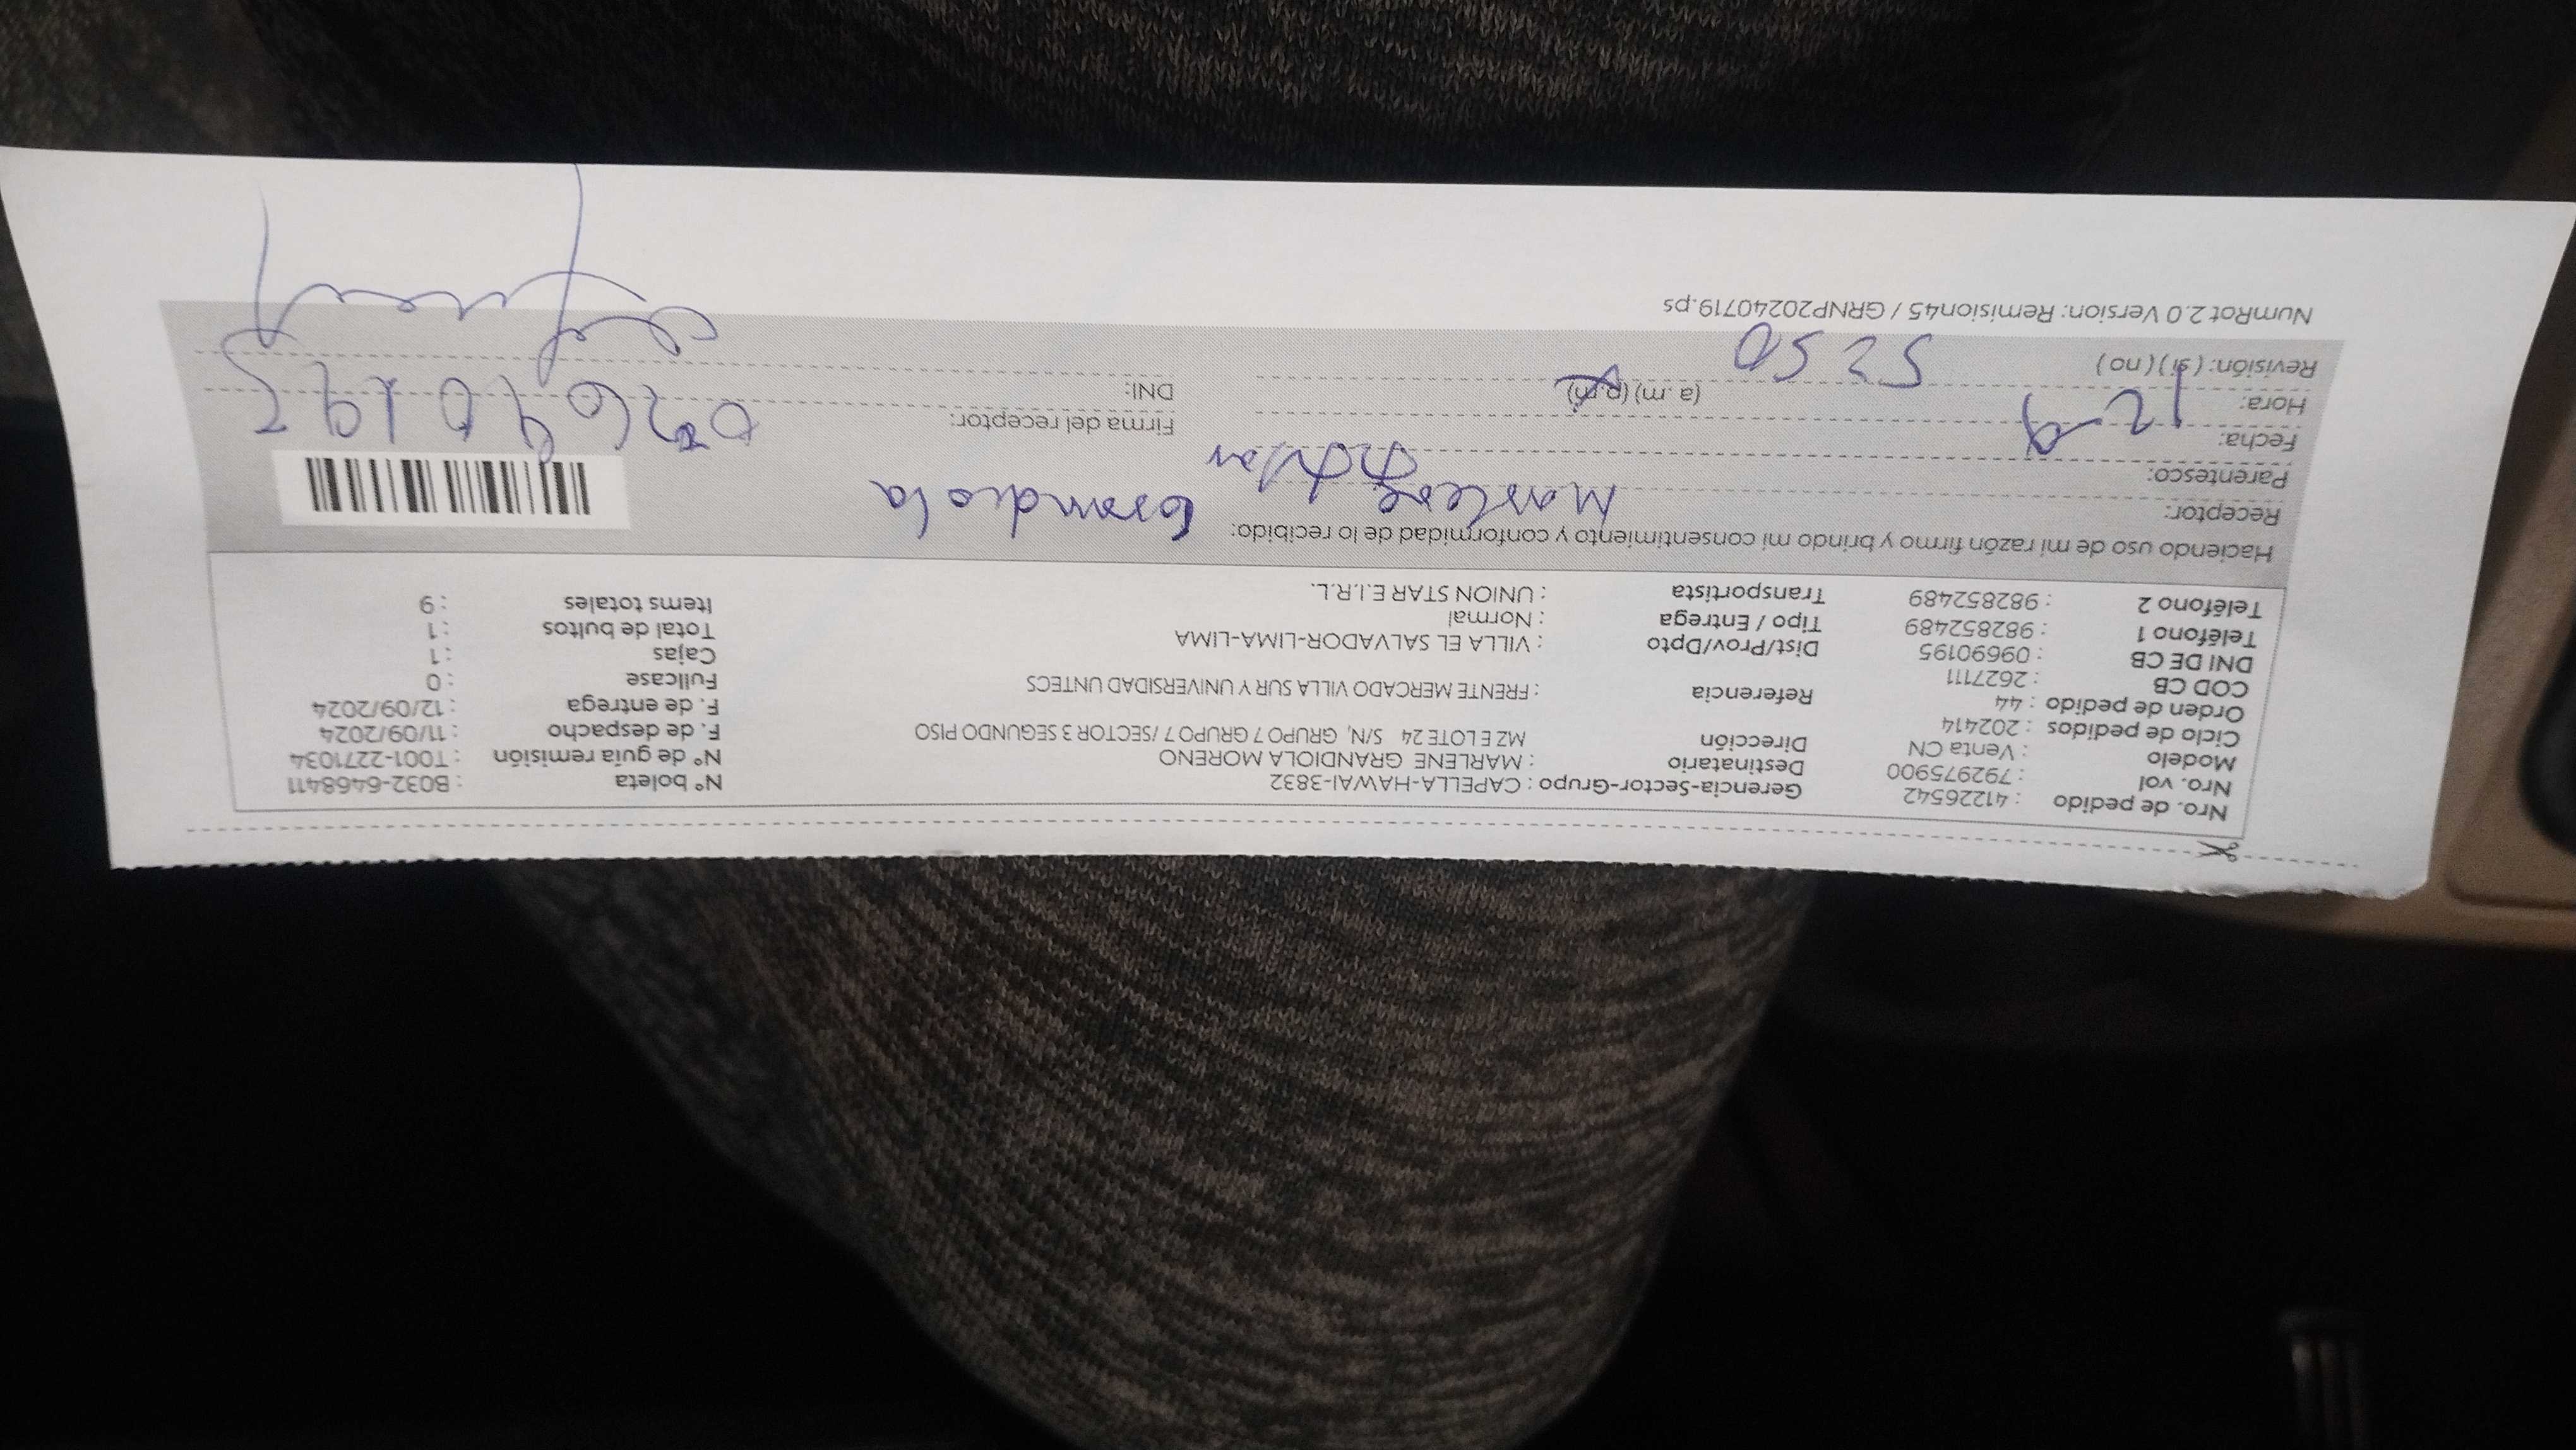 Nro. de pedido : 41226542 Gerencia-Sector-Grupo : CAPELLA-HAWAI-3832 N° boleta : B032-6468411
Nro. vol : 792975900 Destinatario : MARLENE GRANDIOLA MORENO N° de guía remisión : T001-2271034
Modelo : Venta CN Dirección MZ E LOTE 24 S/N, GRUPO 7 GRUPO 7 /SECTOR 3 SEGUNDO PISO F. de despacho : 11/09/2024
Ciclo de pedidos : 202414 F. de entrega : 12/09/2024
Orden de pedido : 44 Referencia : FRENTE MERCADO VILLA SUR Y UNIVERSIDAD UNTECS Fullcase : 0
COD CB : 2627111 Cajas : 1
DNI DE CB : 09690195 Dist/Prov/Dpto : VILLA EL SALVADOR-LIMA-LIMA Total de bultos : 1
Teléfono 1 : 982852489 Tipo / Entrega : Normal Items totales : 9
Teléfono 2 : 982852489 Transportista : UNION STAR E.I.R.L.
Haciendo uso de mi razón firmo y brindo mi consentimiento y conformidad de lo recibido:
Receptor: Marlene Grandiola
Parentesco:
Fecha: 12-9 Firma del receptor:
Hora: (a.m) (p.m) DNI:
Revisión: (si) (no)
NumRot 2.0 Version: Remision45 / GRNP20240719.ps